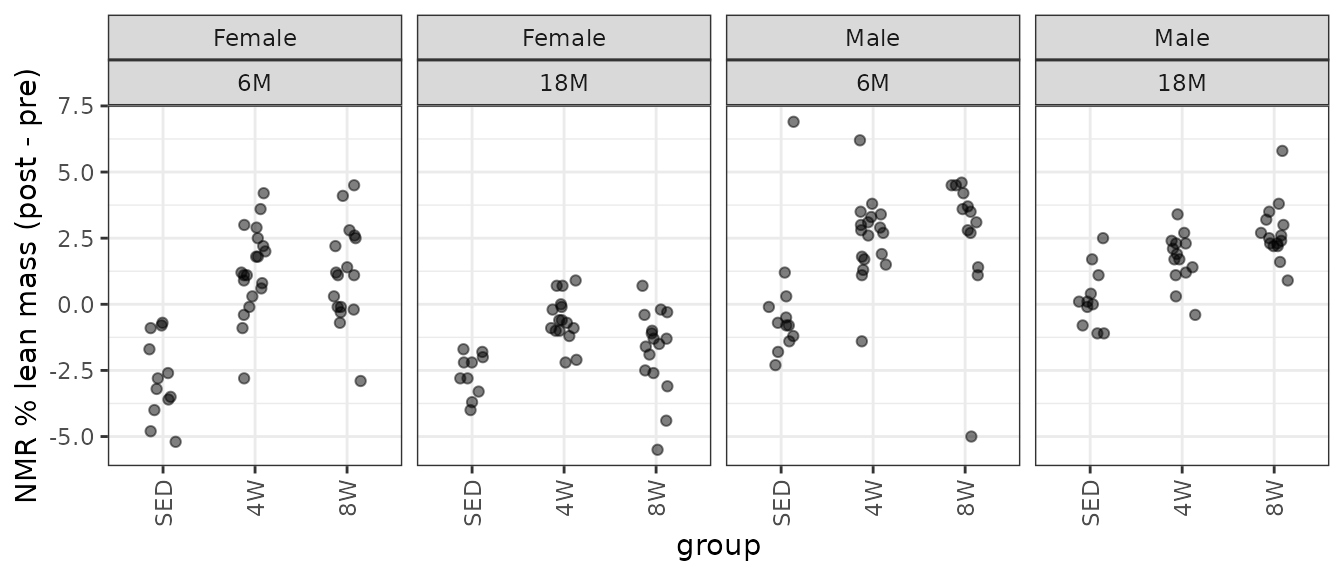 Female Female Male Male
6M 18M 6M 18M
NMR % lean mass (post - pre)
7.5
5.0
2.5
0.0
-2.5
-5.0
SED 4W 8W SED 4W 8W SED 4W 8W SED 4W 8W
group